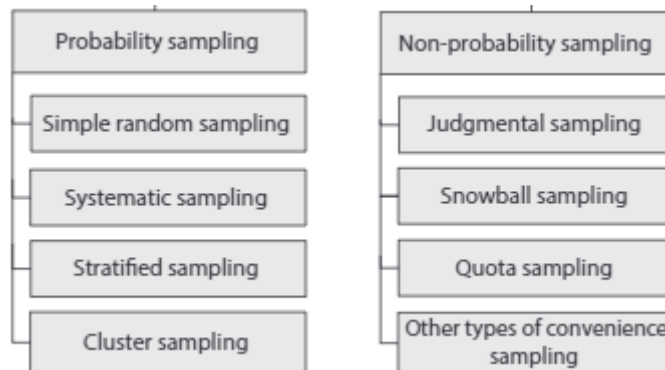 Probability sampling
Simple random sampling
Systematic sampling
Stratified sampling
Cluster sampling
Non-probability sampling
Judgmental sampling
Snowball sampling
Quota sampling
Other types of convenience
sampling